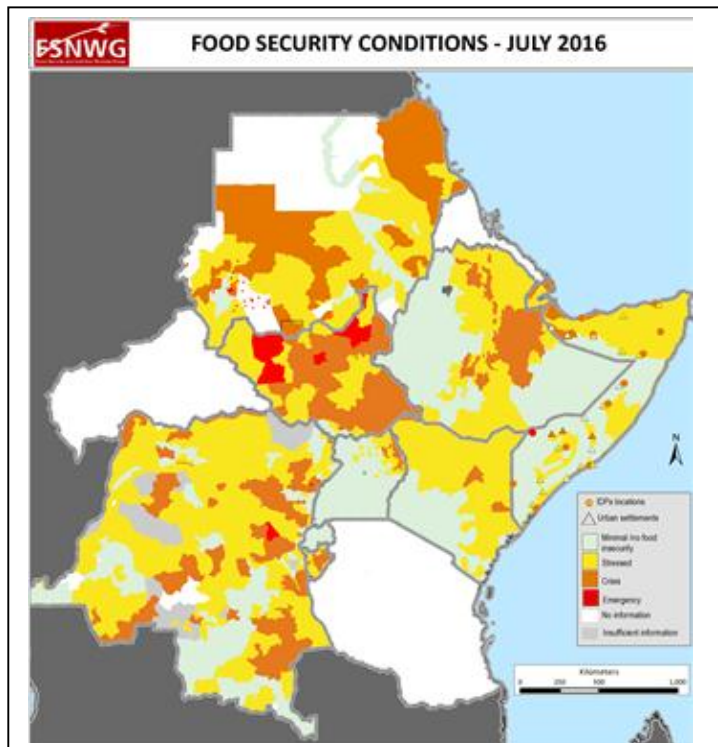 FSNWG
FOOD SECURITY CONDITIONS - JULY 2016
N
IDPs locations
Urban settlements
Minimal /no food
insecurity
Stressed
Crisis
Emergency
No information
Insufficient information
Kilometers
0 250 500 1,000